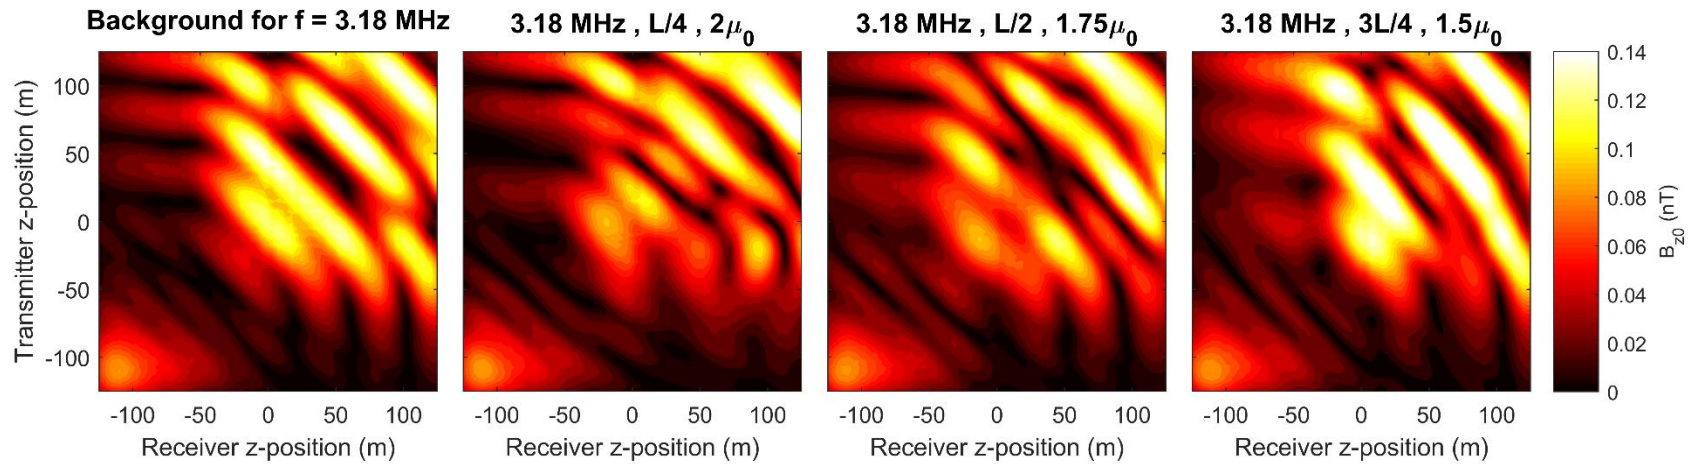 Background for f = 3.18 MHz
3.18 MHz , L/4 , 2μ0
3.18 MHz , L/2 , 1.75μ0
3.18 MHz , 3L/4 , 1.5μ0
Transmitter z-position (m)
100
50
0
-50
-100
-100 -50 0 50 100
-100 -50 0 50 100
-100 -50 0 50 100
-100 -50 0 50 100
Receiver z-position (m)
Receiver z-position (m)
Receiver z-position (m)
Receiver z-position (m)
0.14
0.12
0.1
0.08
0.06
0.04
0.02
0
Bz0 (nT)